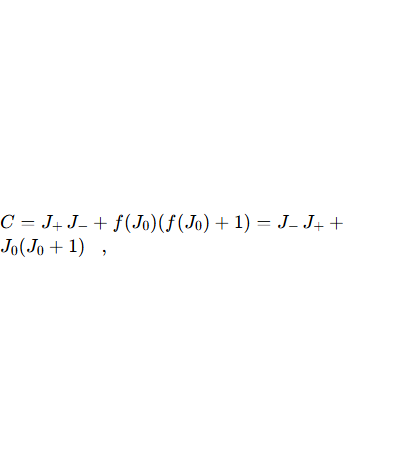 C = J₊ J₋ + f(J₀)(f(J₀) + 1) = J₋ J₊ +
J₀(J₀ + 1) ,